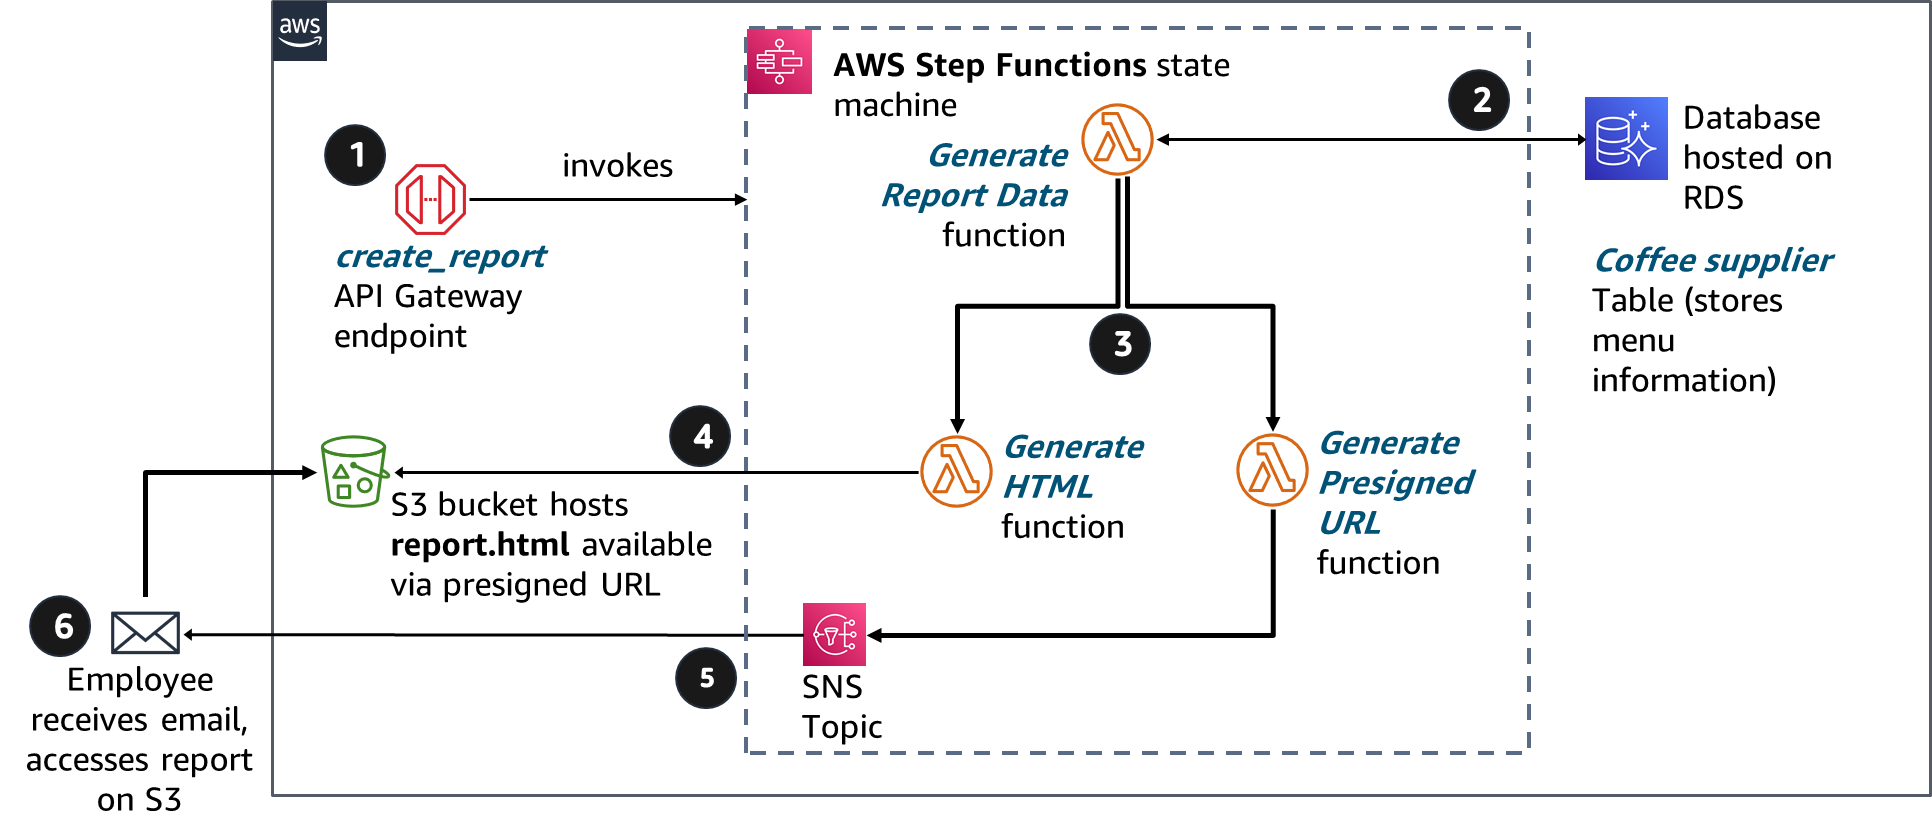 aws
AWS Step Functions state
machine
1
invokes
create_report
API Gateway
endpoint
Generate
Report Data
function
2
Database
hosted on
RDS
Coffee supplier
Table (stores
menu
information)
3
4
S3 bucket hosts
report.html available
via presigned URL
Generate
HTML
function
Generate
Presigned
URL
function
5
SNS
Topic
6
Employee
receives email,
accesses report
on S3